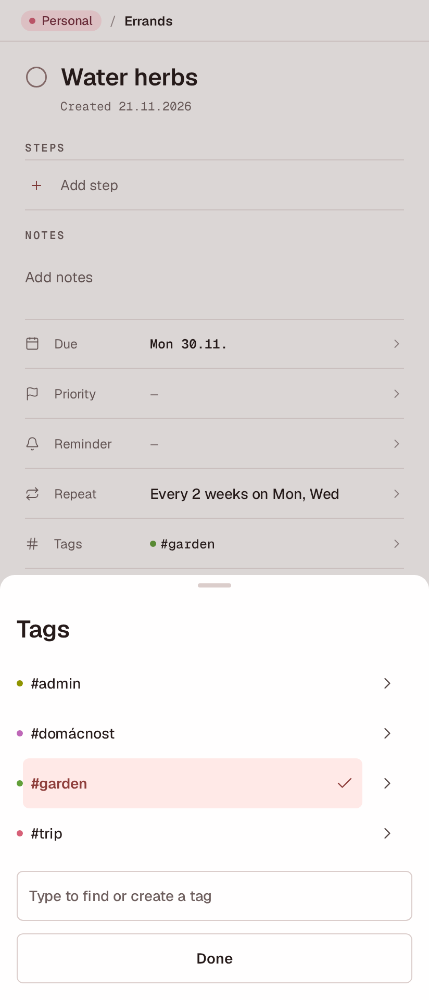 Personal / Errands
Water herbs
Created 21.11.2026
STEPS
+ Add step
NOTES
Add notes
Due Mon 30.11.
Priority –
Reminder –
Repeat Every 2 weeks on Mon, Wed
Tags #garden
Tags
#admin
#domácnost
#garden
#trip
Type to find or create a tag
Done